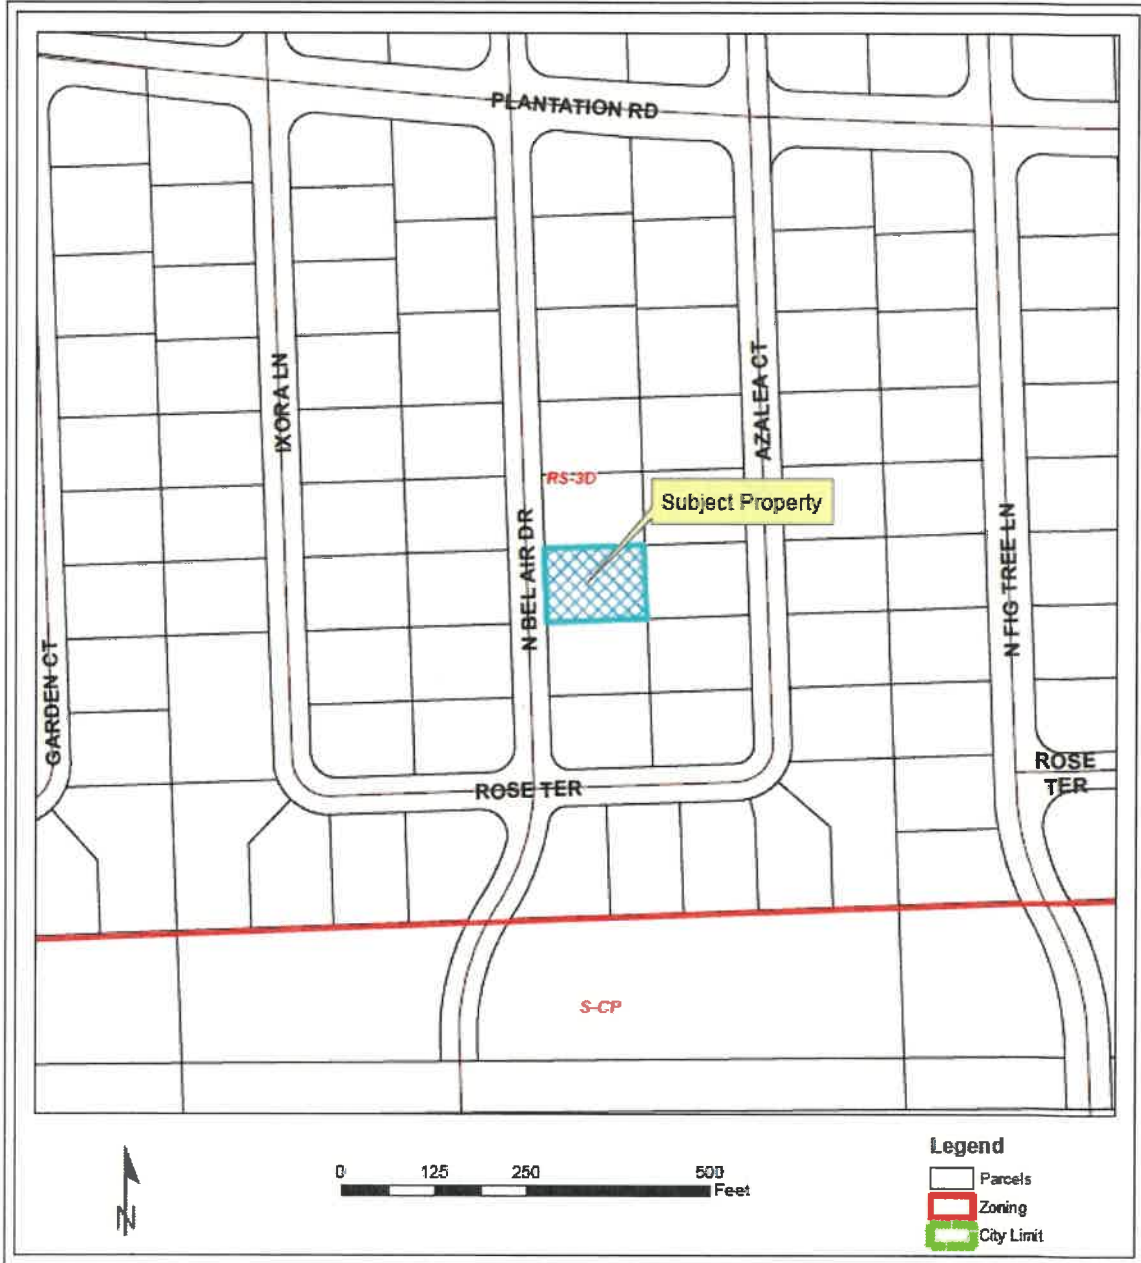 PLANTATION RD
IXORA LN
AZALEA CT
RS-3D
Subject Property
N BEL AIR DR
N FIG TREE LN
GARDEN CT
ROSE TER
ROSE
TER
S-CP
N
0 125 250 500
Feet
Legend
Parcels
Zoning
City Limit